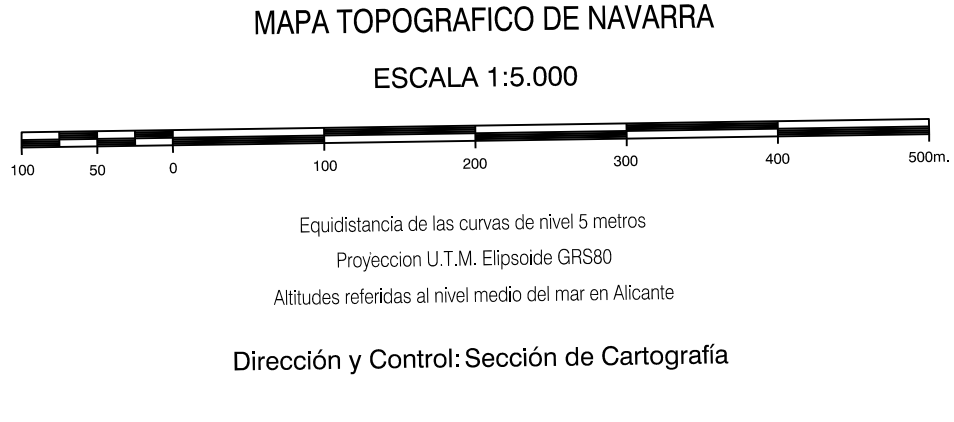 MAPA TOPOGRAFICO DE NAVARRA
ESCALA 1:5.000
100 50 0 100 200 300 400 500m.
Equidistancia de las curvas de nivel 5 metros
Proyeccion U.T.M. Elipsoide GRS80
Altitudes referidas al nivel medio del mar en Alicante
Dirección y Control: Sección de Cartografía